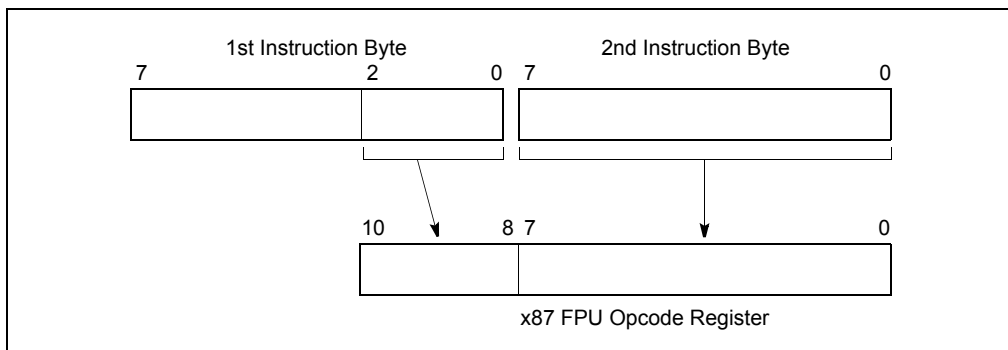 1st Instruction Byte 2nd Instruction Byte
7 2 0 7 0
10 8 7 0
x87 FPU Opcode Register